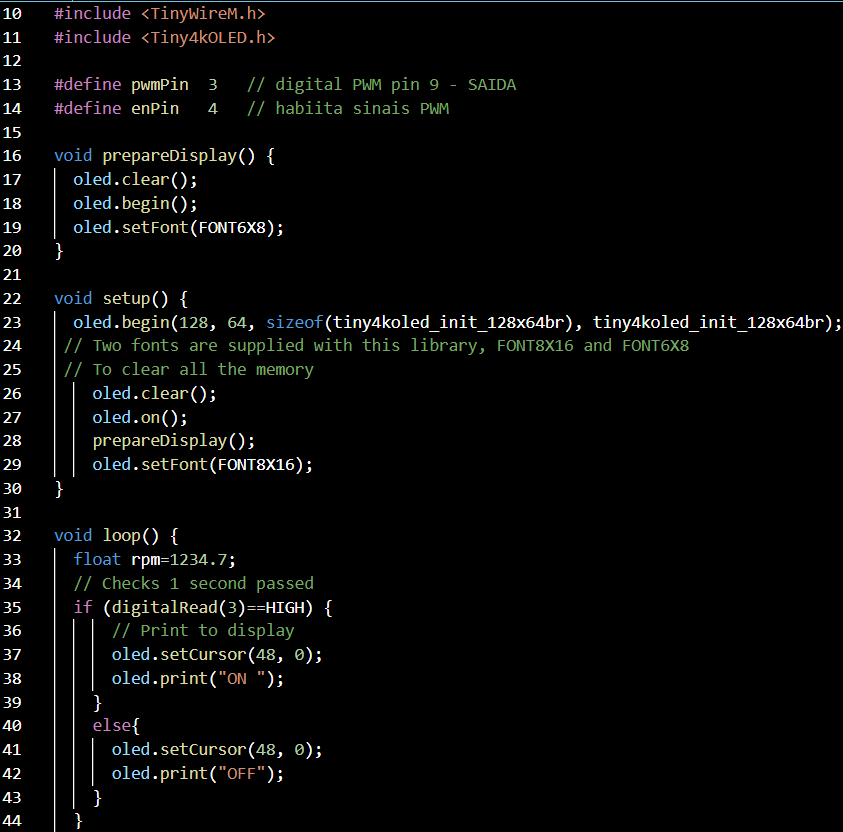 10 #include <TinyWireM.h>
11 #include <Tiny4kOLED.h>
12
13 #define pwmPin  3   // digital PWM pin 9 - SAIDA
14 #define enPin   4   // habiita sinais PWM
15
16 void prepareDisplay() {
17   oled.clear();
18   oled.begin();
19   oled.setFont(FONT6X8);
20 }
21
22 void setup() {
23   oled.begin(128, 64, sizeof(tiny4koled_init_128x64br), tiny4koled_init_128x64br);
24  // Two fonts are supplied with this library, FONT8X16 and FONT6X8
25  // To clear all the memory
26     oled.clear();
27     oled.on();
28     prepareDisplay();
29     oled.setFont(FONT8X16);
30 }
31
32 void loop() {
33   float rpm=1234.7;
34   // Checks 1 second passed
35   if (digitalRead(3)==HIGH) {
36       // Print to display
37       oled.setCursor(48, 0);
38       oled.print("ON ");
39     }
40     else{
41       oled.setCursor(48, 0);
42       oled.print("OFF");
43     }
44   }